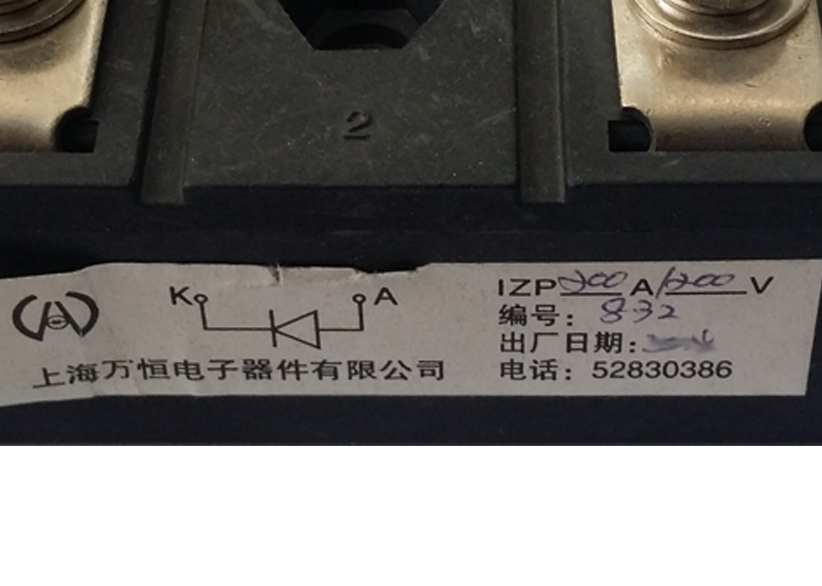 2
K A
上海万恒电子器件有限公司
IZP 200 A/1200 V
编号: 832
出厂日期:
电话: 52830386